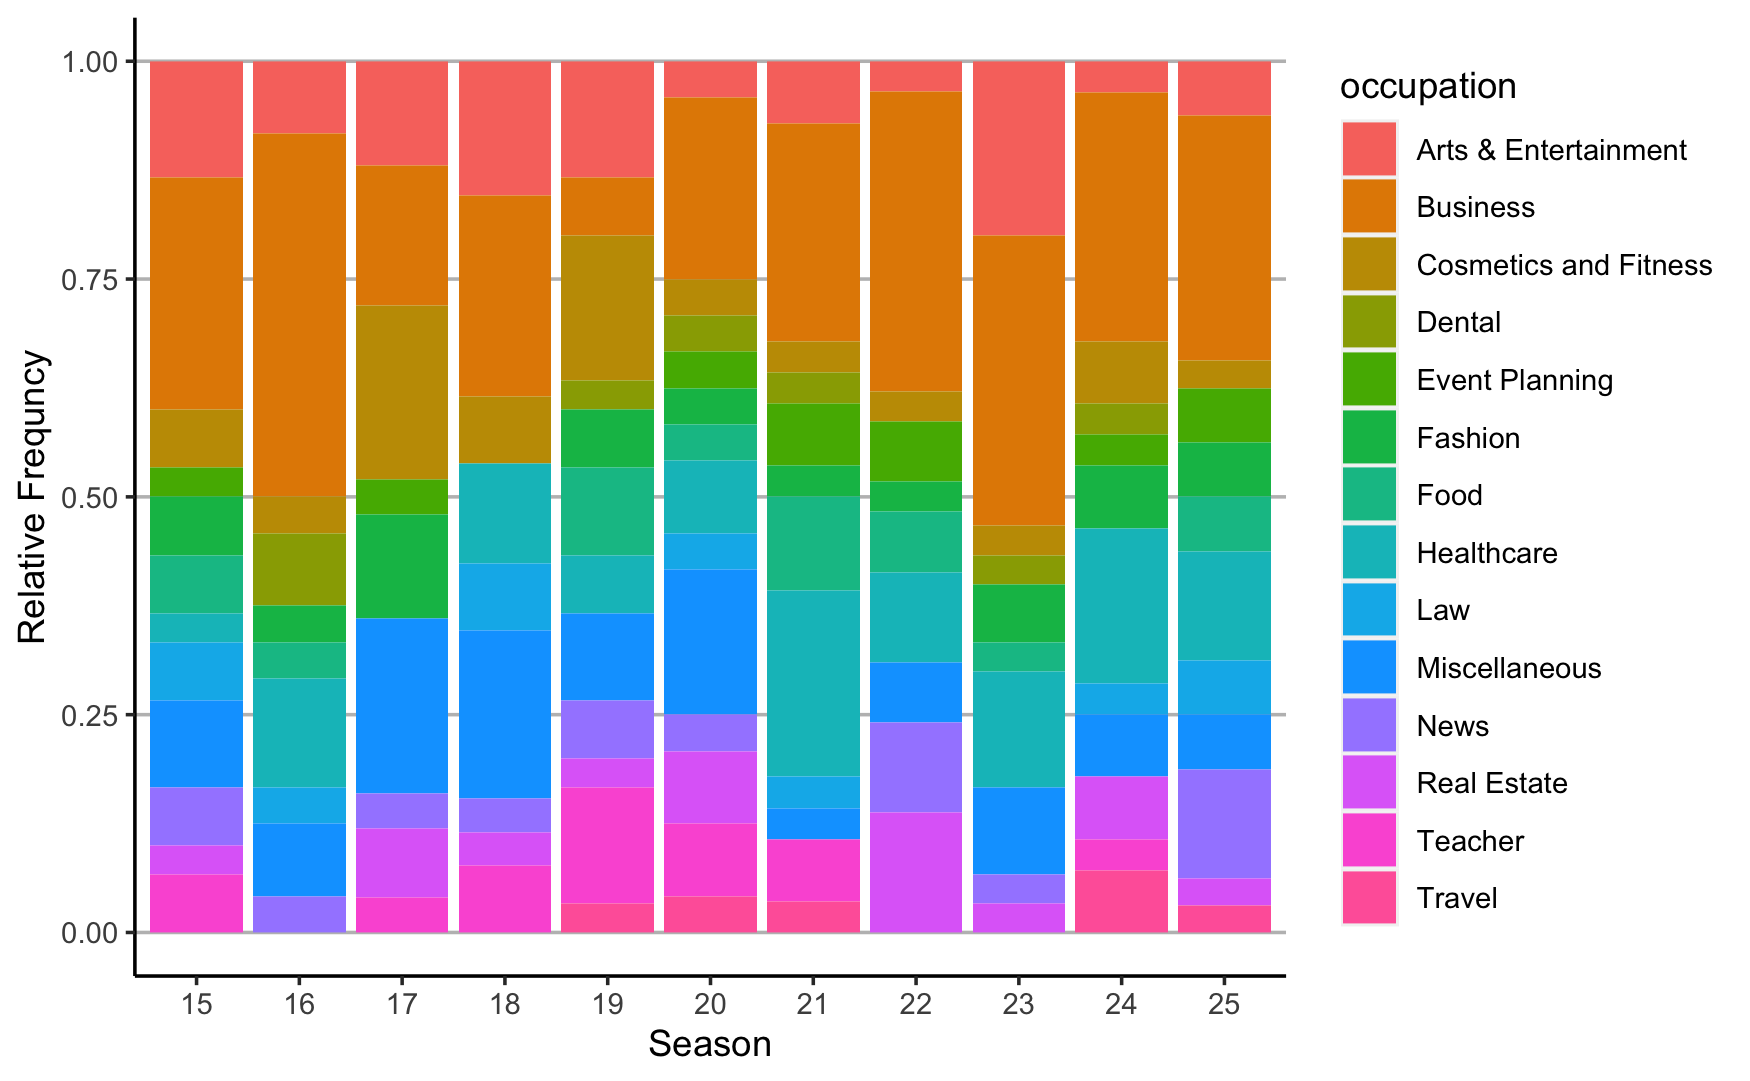 1.00
0.75
0.50
0.25
0.00
Relative Frequncy
15 16 17 18 19 20 21 22 23 24 25
Season
occupation
Arts & Entertainment
Business
Cosmetics and Fitness
Dental
Event Planning
Fashion
Food
Healthcare
Law
Miscellaneous
News
Real Estate
Teacher
Travel